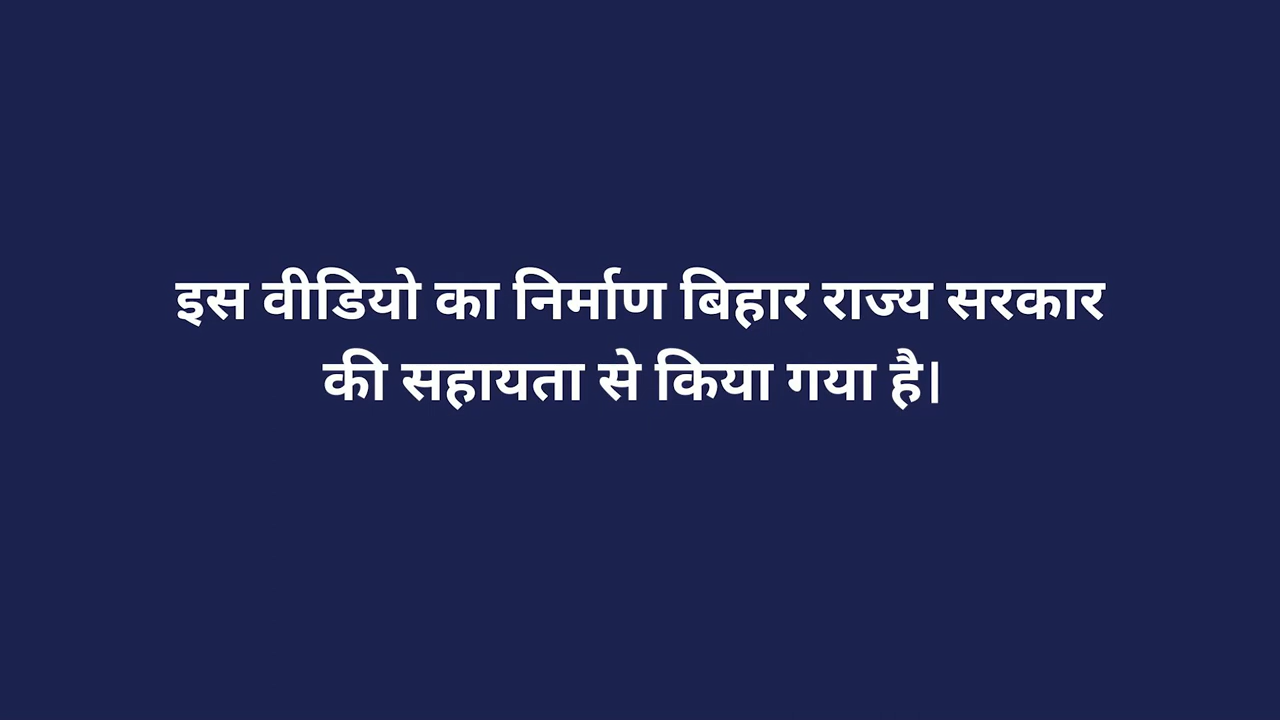 इस वीडियो का निर्माण बिहार राज्य सरकार
की सहायता से किया गया है।